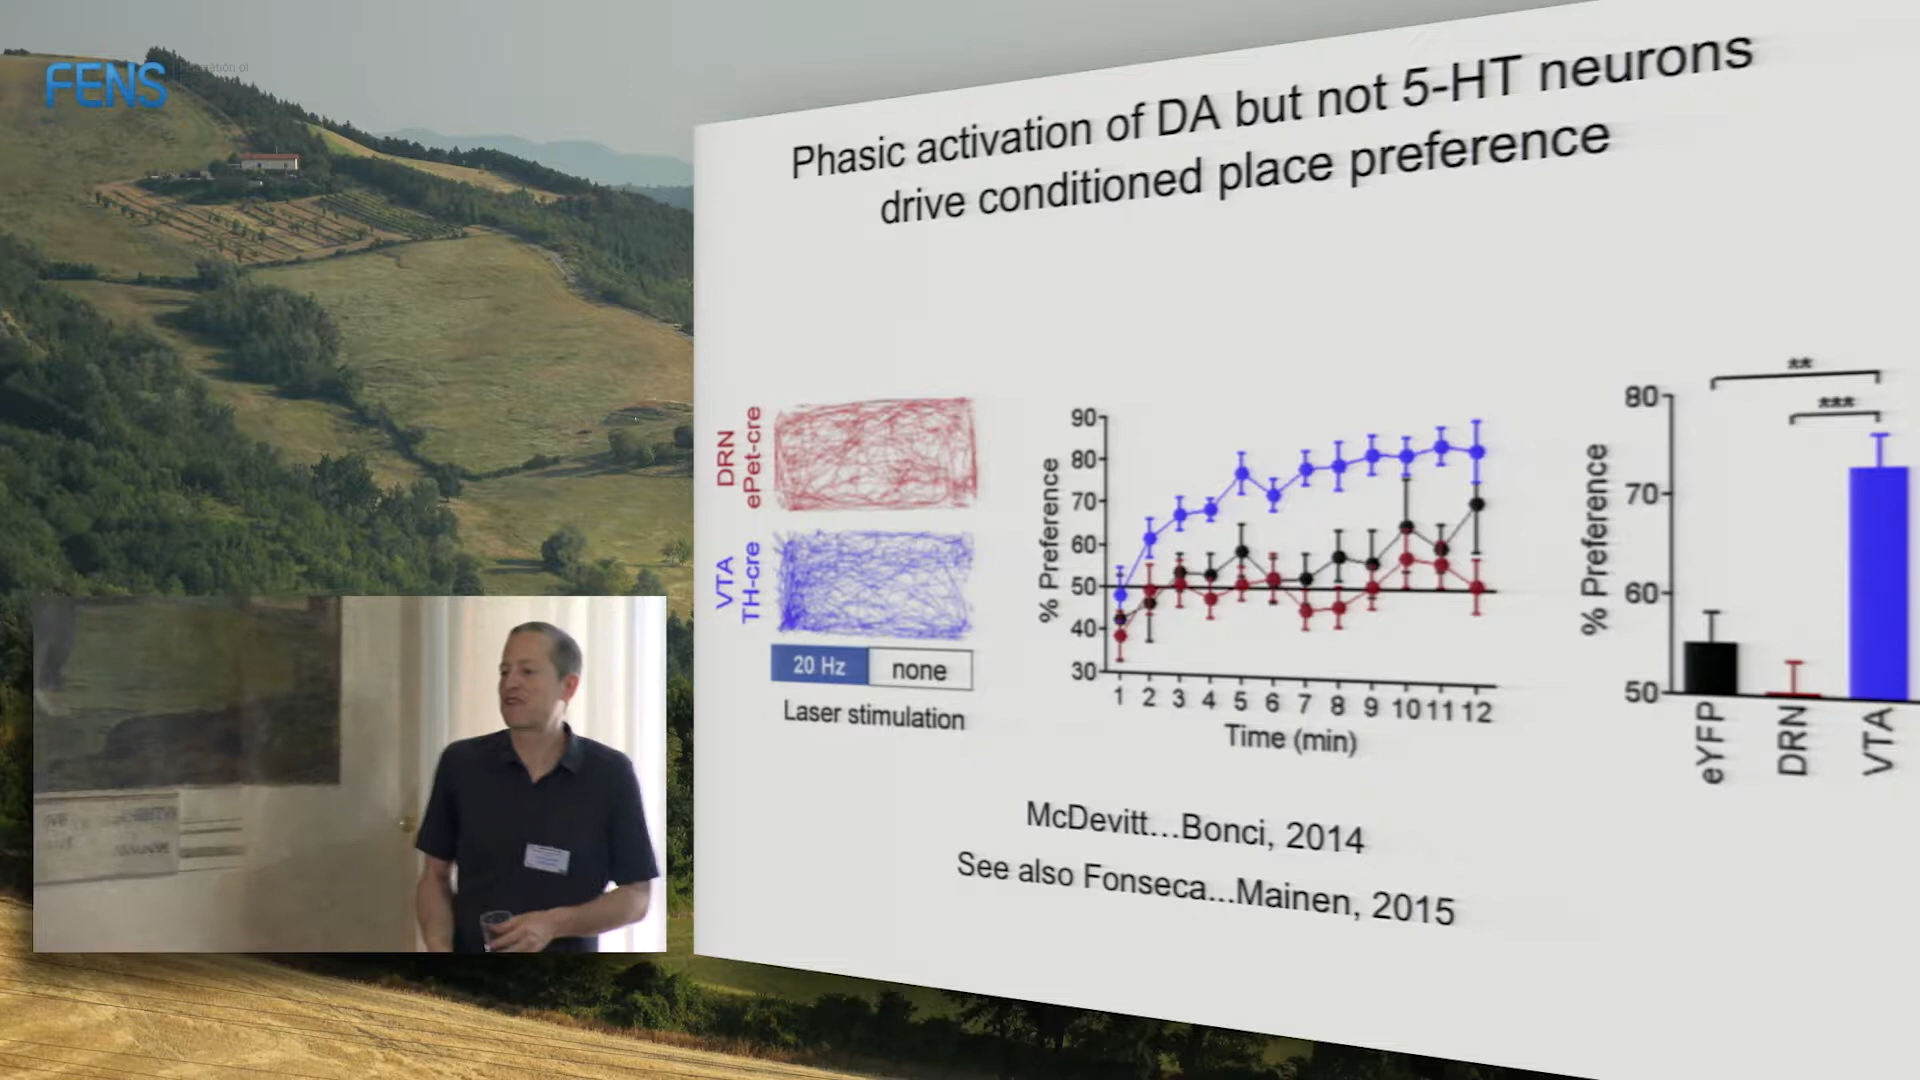 FENS
Phasic activation of DA but not 5-HT neurons
drive conditioned place preference
DRN
ePet-cre
VTA
TH-cre
20 Hz
none
Laser stimulation
% Preference
90
80
70
60
50
40
30
1 2 3 4 5 6 7 8 9 10 11 12
Time (min)
% Preference
80
70
60
50
**
***
eYFP
DRN
VTA
McDevitt...Bonci, 2014
See also Fonseca...Mainen, 2015